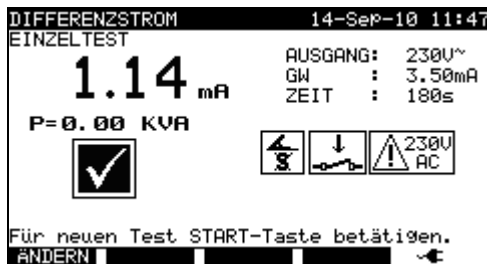 DIFFERENZSTROM 14-Sep-10 11:47
EINZELTEST
1.14 mA
P=0.00 KVA
AUSGANG: 230V~
GW : 3.50mA
ZEIT : 180s
230V
AC
Für neuen Test START-Taste betätigen.
ÄNDERN